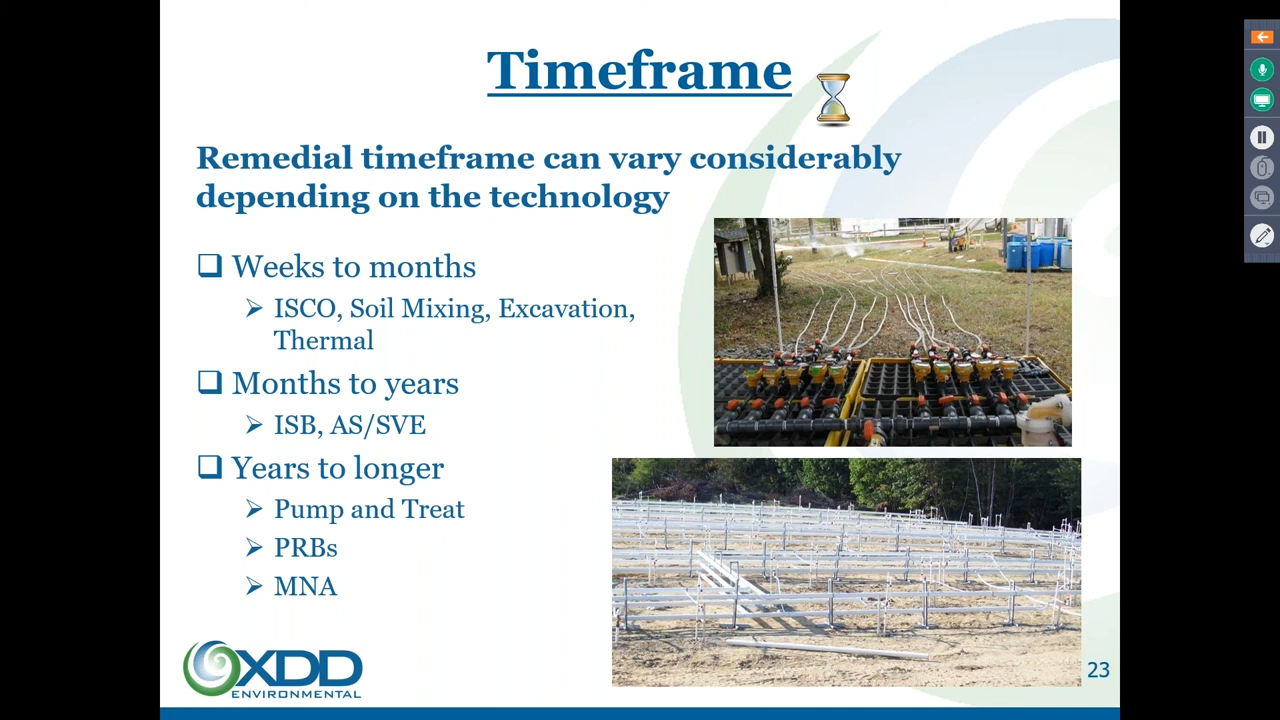 Timeframe
Remedial timeframe can vary considerably
depending on the technology
Weeks to months
ISCO, Soil Mixing, Excavation,
Thermal
Months to years
ISB, AS/SVE
Years to longer
Pump and Treat
PRBs
MNA
XDD
ENVIRONMENTAL
23